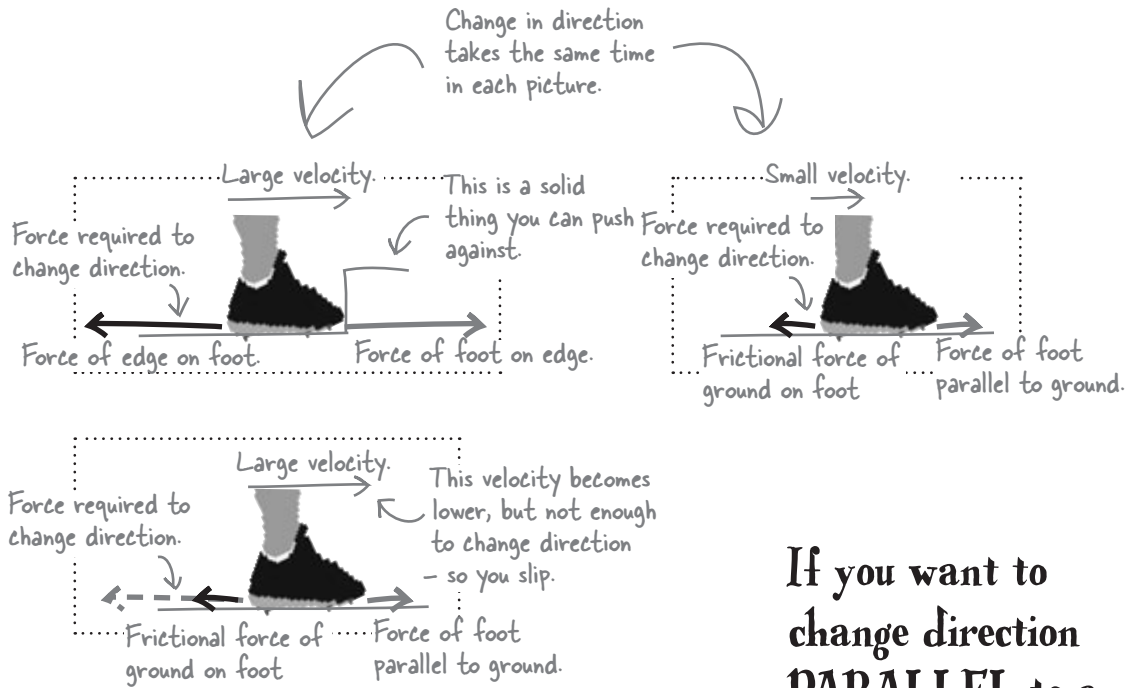 Change in direction
takes the same time
in each picture.
Large velocity.
This is a solid
thing you can push
against.
Force required to
change direction.
Force of edge on foot.
Force of foot on edge.
Small velocity.
Force required to
change direction.
Frictional force of
ground on foot
Force of foot
parallel to ground.
Large velocity.
This velocity becomes
lower, but not enough
to change direction
– so you slip.
Force required to
change direction.
Frictional force of
ground on foot
Force of foot
parallel to ground.
If you want to
change direction
PARALLEL to a